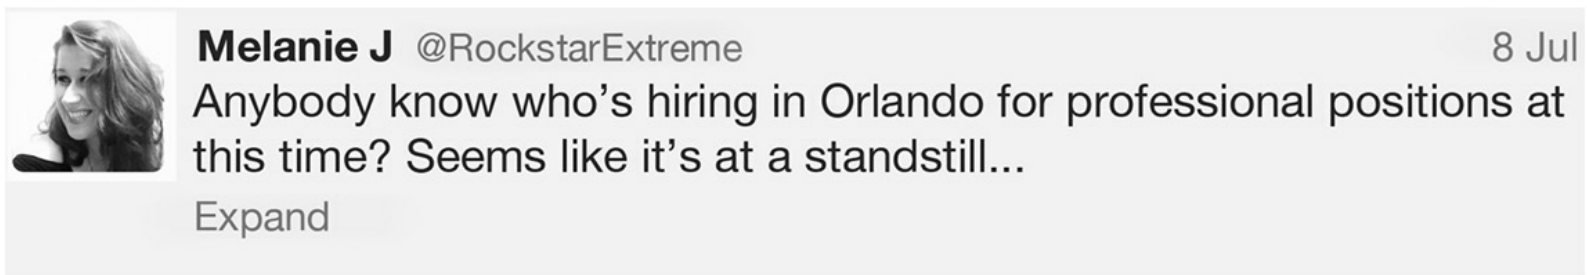 Melanie J @RockstarExtreme 8 Jul
Anybody know who’s hiring in Orlando for professional positions at
this time? Seems like it’s at a standstill...
Expand